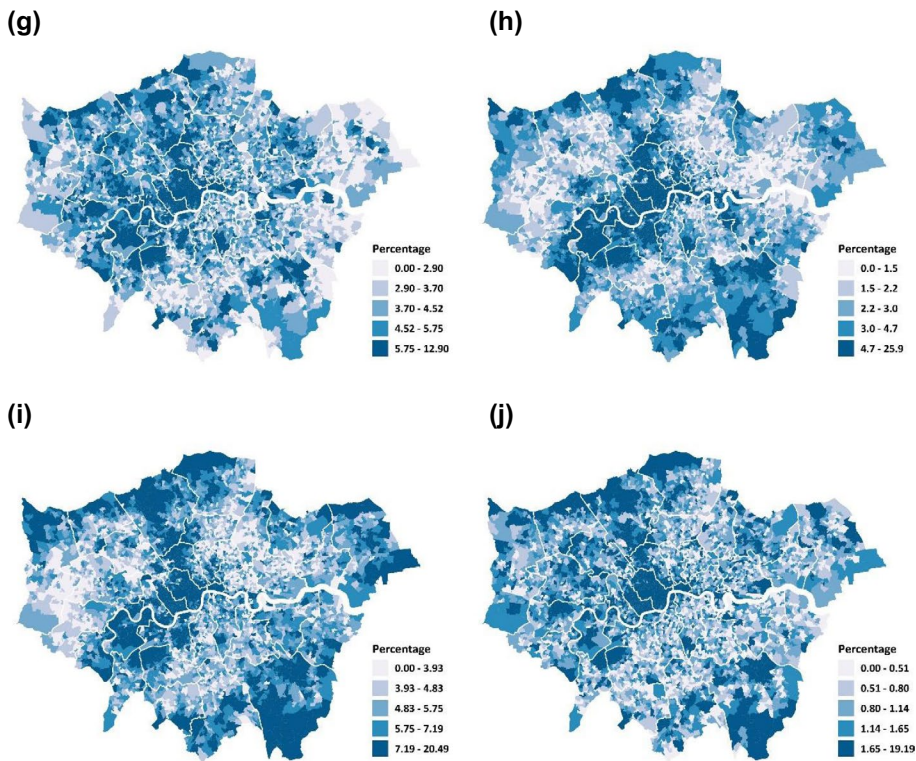 (g)
(h)
Percentage
0.00 - 2.90
2.90 - 3.70
3.70 - 4.52
4.52 - 5.75
5.75 - 12.90
Percentage
0.0 - 1.5
1.5 - 2.2
2.2 - 3.0
3.0 - 4.7
4.7 - 25.9
(i)
(j)
Percentage
0.00 - 3.93
3.93 - 4.83
4.83 - 5.75
5.75 - 7.19
7.19 - 20.49
Percentage
0.00 - 0.51
0.51 - 0.80
0.80 - 1.14
1.14 - 1.65
1.65 - 19.19